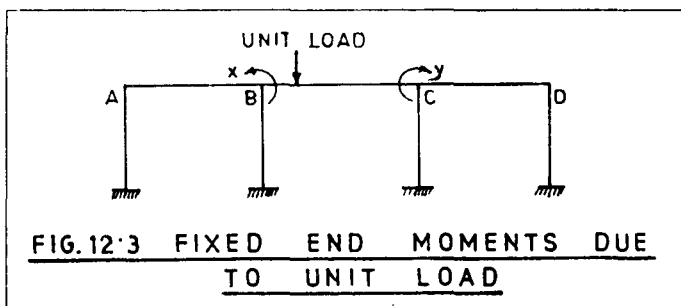 UNIT LOAD
x y
A B C D
FIG. 12·3 FIXED END MOMENTS DUE
TO UNIT LOAD